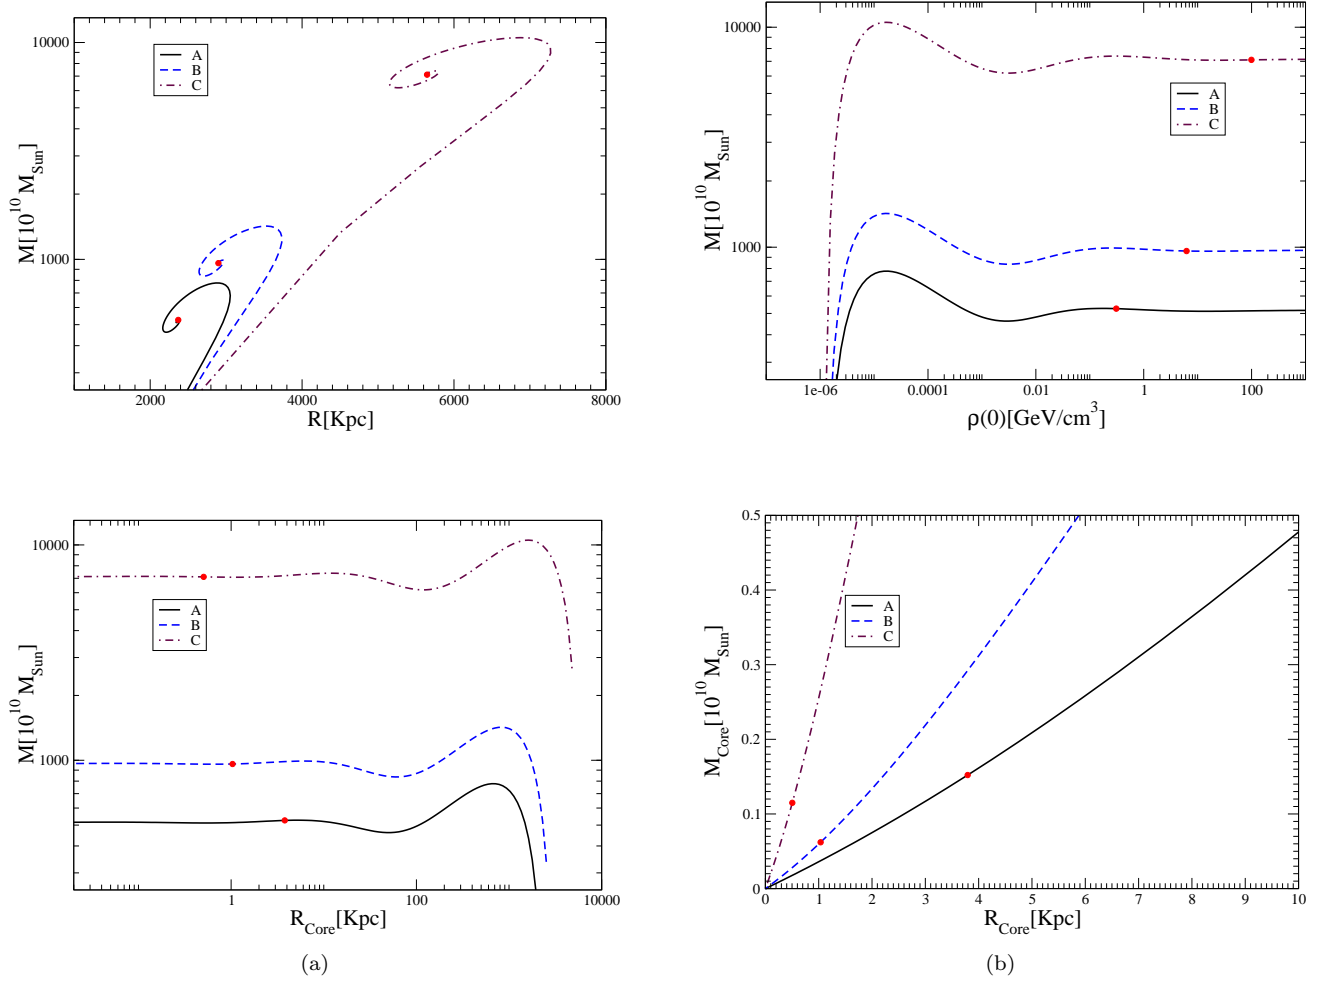 10000
1000
M[10^10 M_Sun]
A
B
C
2000
4000
6000
8000
R[Kpc]
10000
1000
M[10^10 M_Sun]
A
B
C
1e-06
0.0001
0.01
1
100
ρ(0)[GeV/cm^3]
10000
1000
M[10^10 M_Sun]
A
B
C
1
100
10000
R_Core[Kpc]
(a)
0.5
0.4
0.3
0.2
0.1
0
M_Core[10^10 M_Sun]
A
B
C
0
1
2
3
4
5
6
7
8
9
10
R_Core[Kpc]
(b)